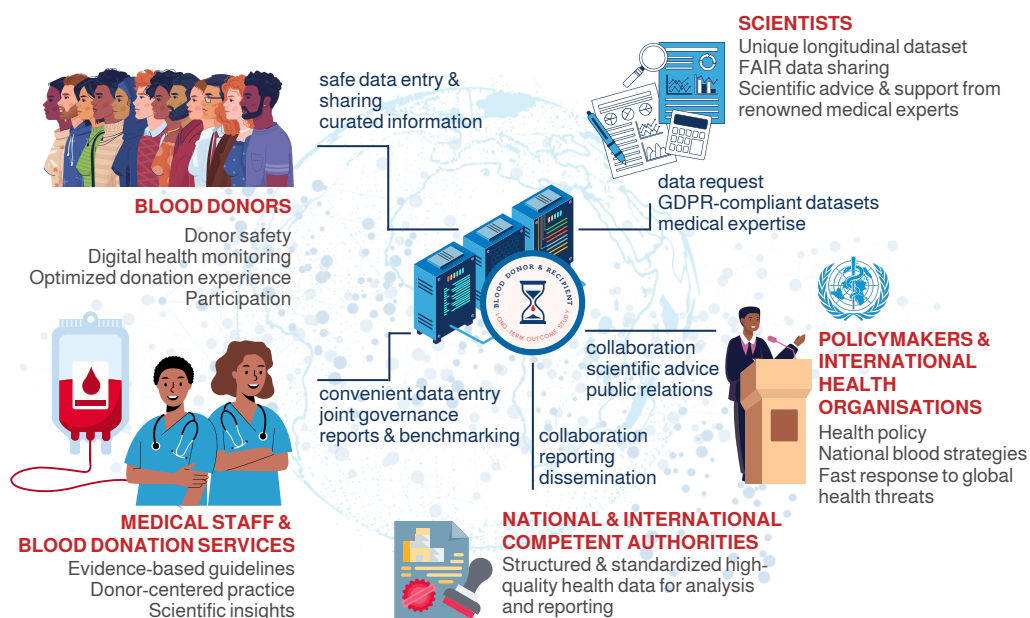 safe data entry &
sharing
curated information
BLOOD DONORS
Donor safety
Digital health monitoring
Optimized donation experience
Participation
SCIENTISTS
Unique longitudinal dataset
FAIR data sharing
Scientific advice & support from
renowned medical experts
data request
GDPR-compliant datasets
medical expertise
BLOOD DONOR & RECIPIENT
LONG-TERM OUTCOME STUDY
convenient data entry
joint governance
reports & benchmarking
collaboration
scientific advice
public relations
collaboration
reporting
dissemination
POLICYMAKERS &
INTERNATIONAL
HEALTH
ORGANISATIONS
Health policy
National blood strategies
Fast response to global
health threats
MEDICAL STAFF &
BLOOD DONATION SERVICES
Evidence-based guidelines
Donor-centered practice
Scientific insights
NATIONAL & INTERNATIONAL
COMPETENT AUTHORITIES
Structured & standardized high-
quality health data for analysis
and reporting